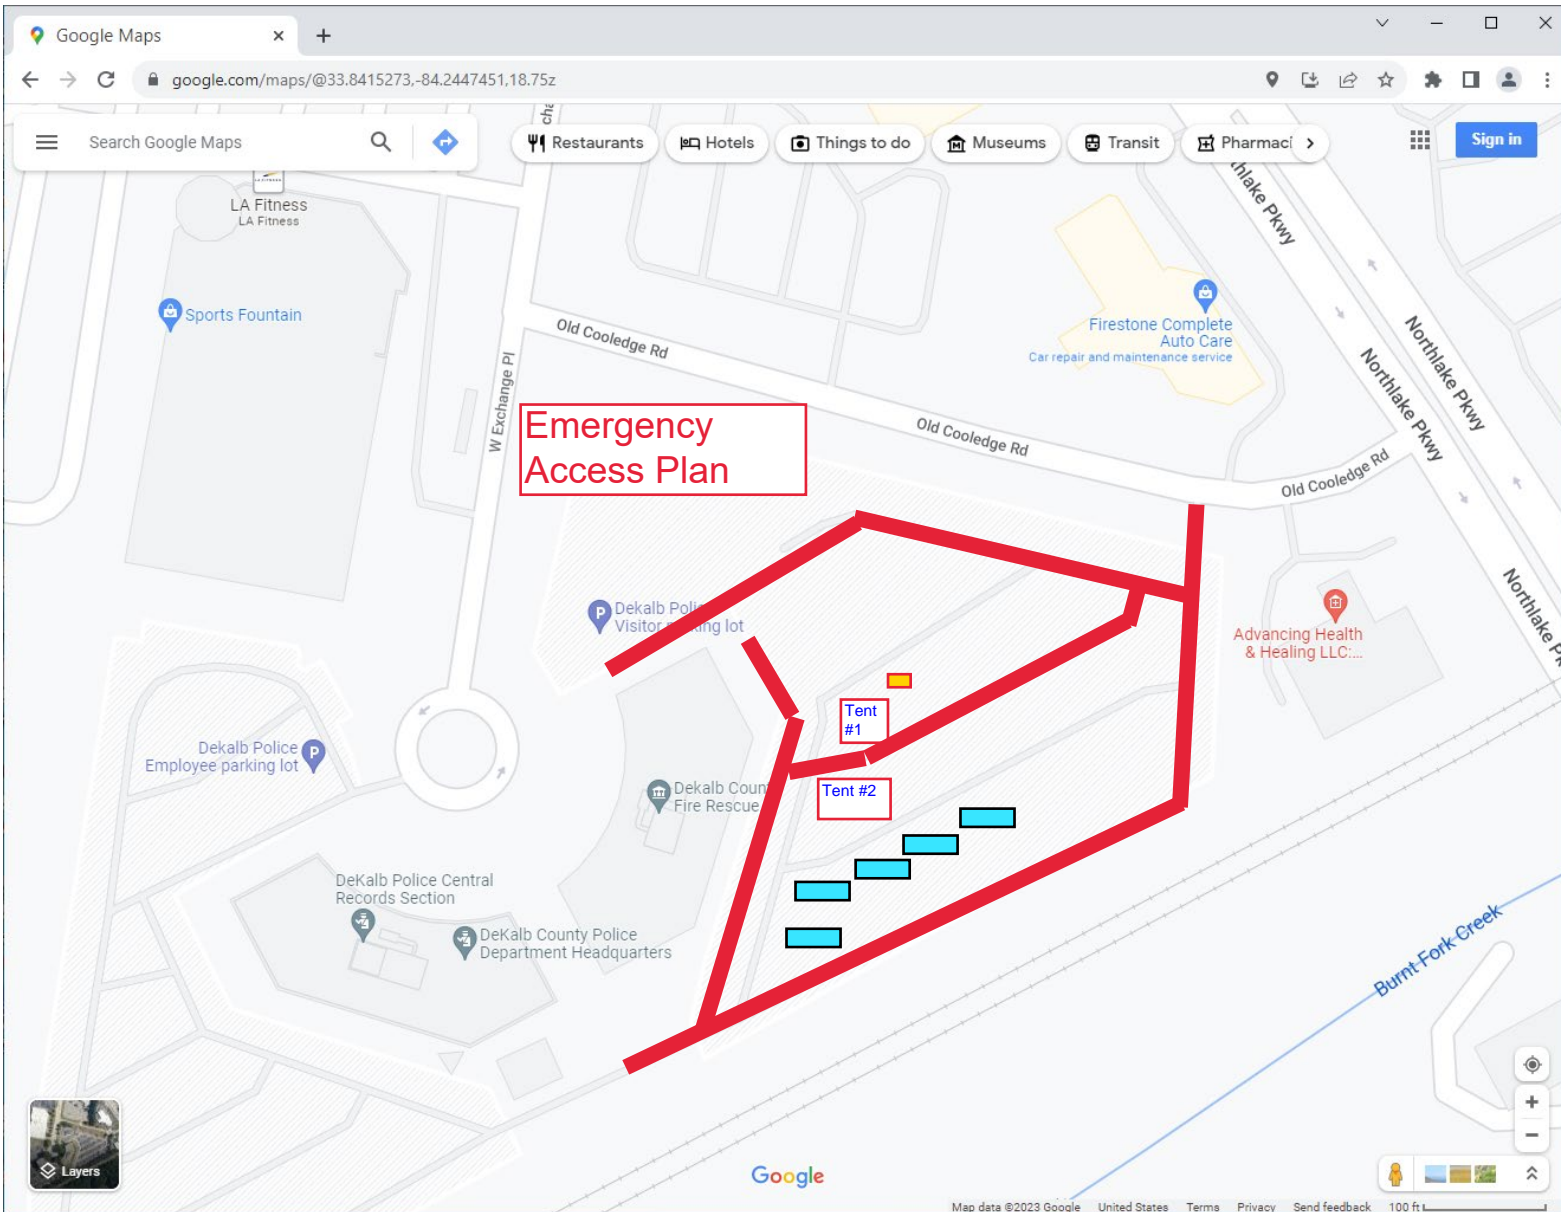 Google Maps
google.com/maps/@33.8415273,-84.2447451,18.75z
Search Google Maps
Restaurants
Hotels
Things to do
Museums
Transit
Pharmaci
Sign in
LA Fitness
LA Fitness
Sports Fountain
Old Cooledge Rd
W Exchange Pl
Firestone Complete
Auto Care
Car repair and maintenance service
Northlake Pkwy
Northlake Pkwy
Emergency
Access Plan
Old Cooledge Rd
Old Cooledge Rd
Dekalb Poli
Visitor parking lot
Advancing Health
& Healing LLC:...
Tent
#1
Dekalb Police
Employee parking lot
Dekalb Coun
Fire Rescue
Tent #2
DeKalb Police Central
Records Section
DeKalb County Police
Department Headquarters
Burnt Fork Creek
Layers
Google
Map data ©2023 Google United States Terms Privacy Send feedback 100 ft